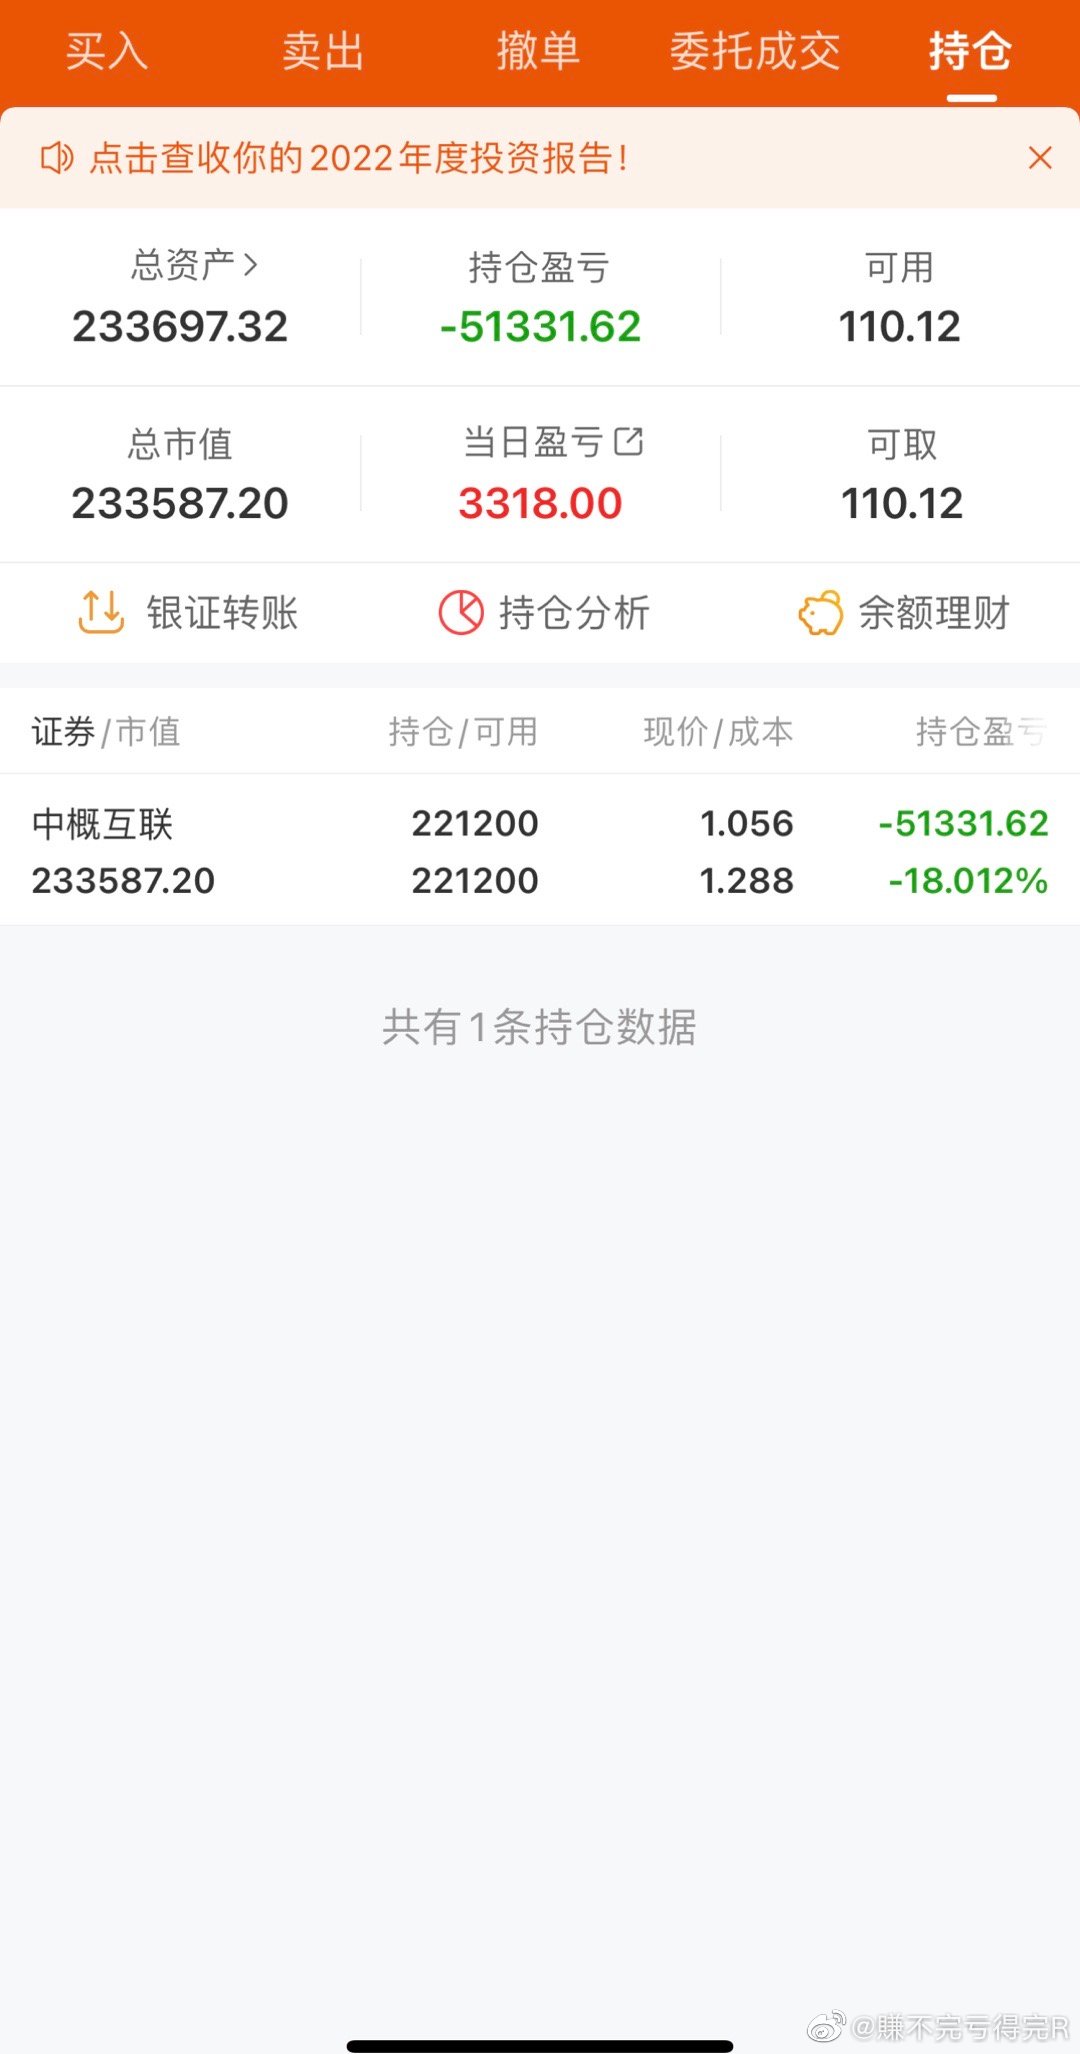 买入 卖出 撤单 委托成交 持仓
点击查收你的2022年度投资报告!
总资产 持仓盈亏 可用
233697.32 -51331.62 110.12
总市值 当日盈亏 可取
233587.20 3318.00 110.12
银证转账 持仓分析 余额理财
证券/市值 持仓/可用 现价/成本 持仓盈亏
中概互联 221200 1.056 -51331.62
233587.20 221200 1.288 -18.012%
共有1条持仓数据
@賺不完亏得完R